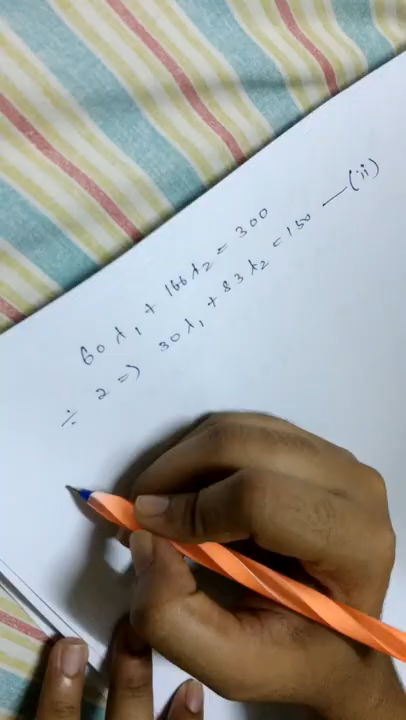 60λ₁ + 166λ₂ = 300
÷ 2 => 30λ₁ + 83λ₂ = 150 — (ii)